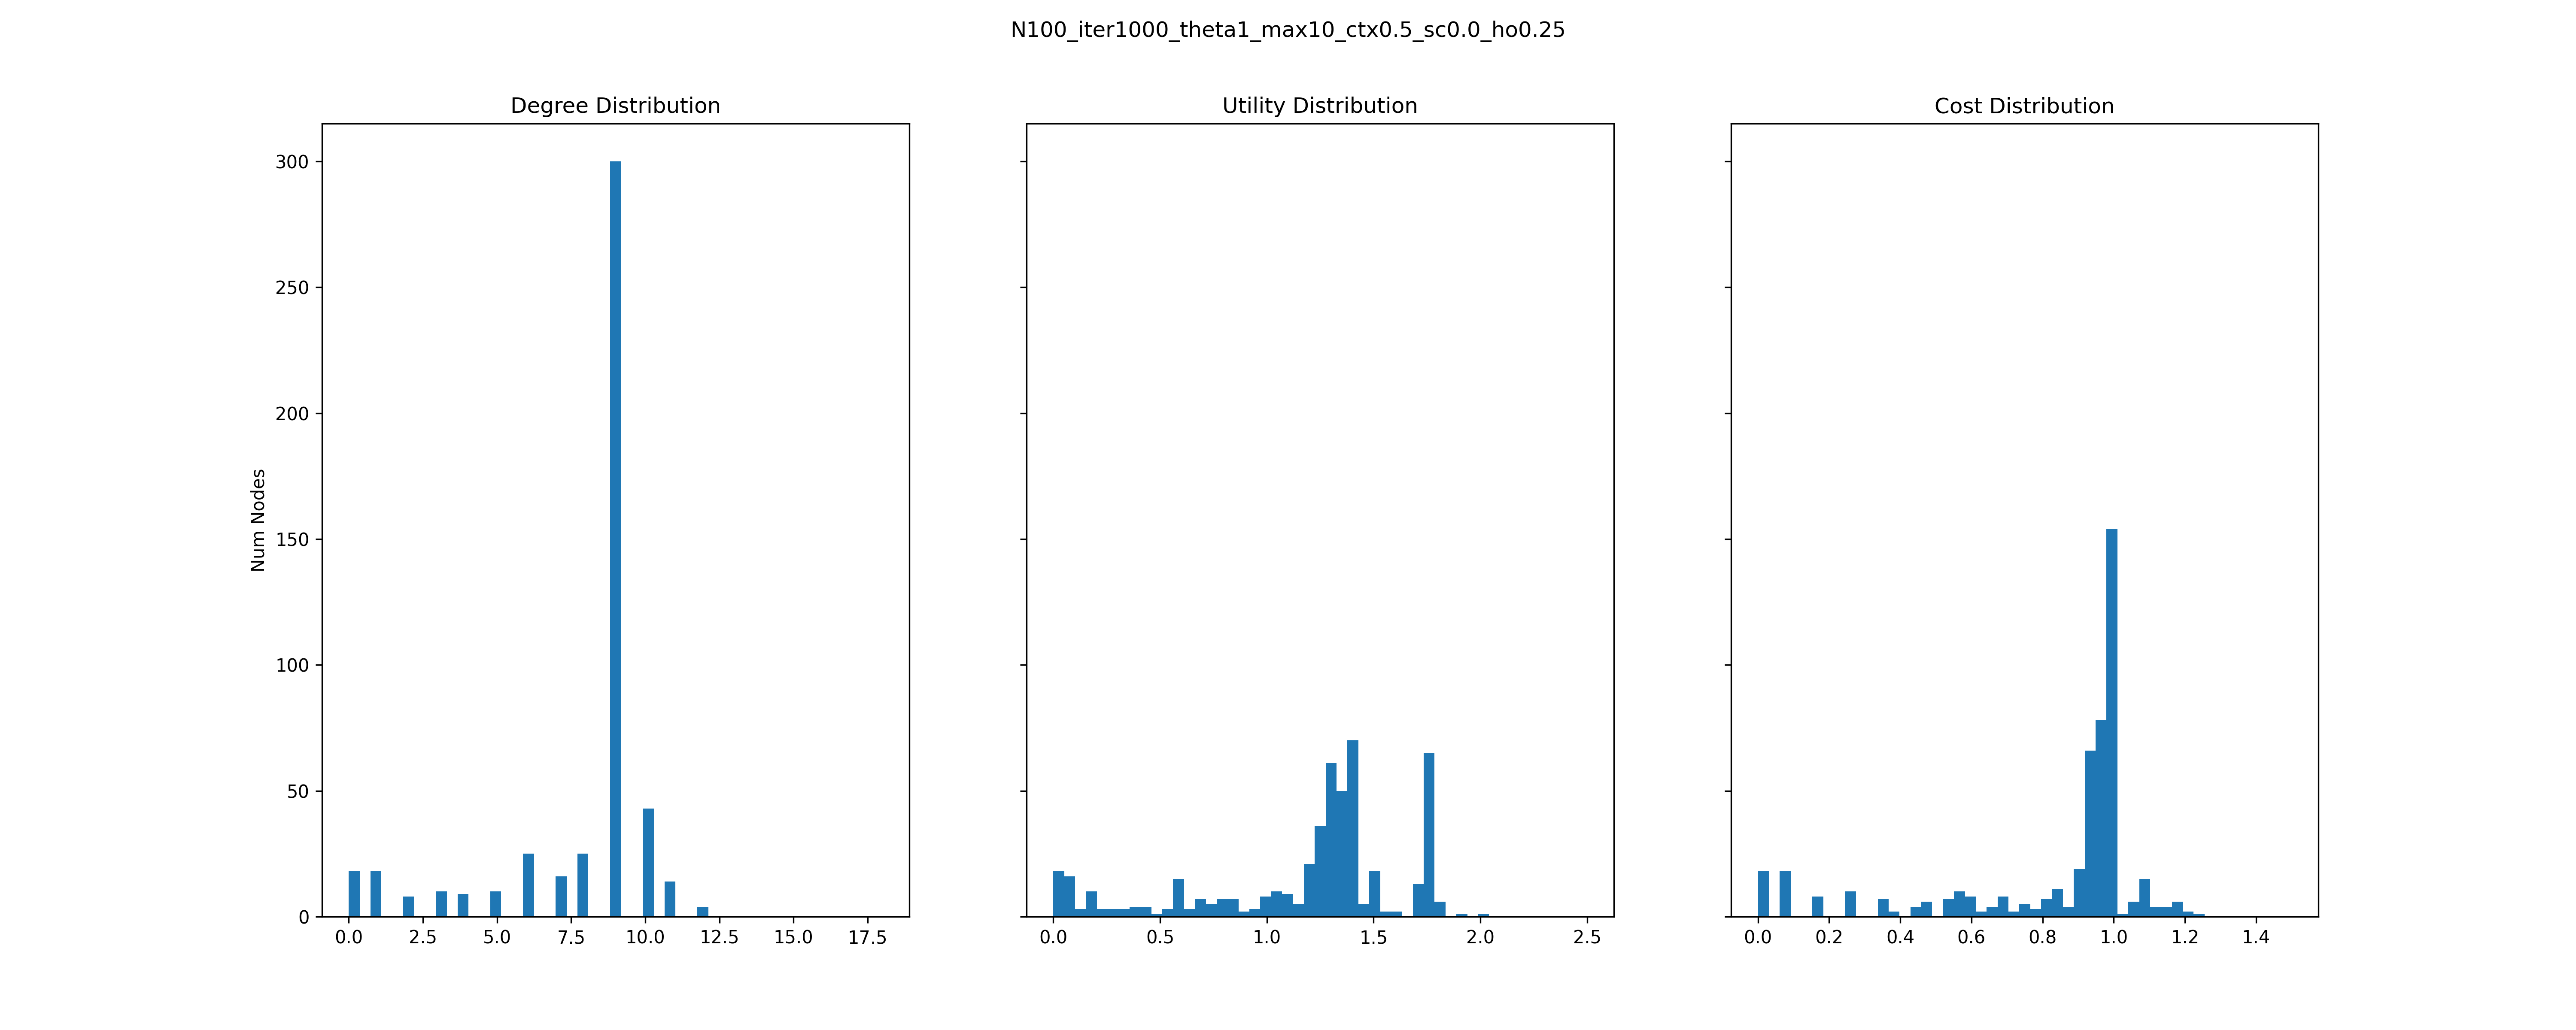 N100_iter1000_theta1_max10_ctx0.5_sc0.0_ho0.25
Degree Distribution
Utility Distribution
Cost Distribution
Num Nodes
300
250
200
150
100
50
0
0.0 2.5 5.0 7.5 10.0 12.5 15.0 17.5
0.0 0.5 1.0 1.5 2.0 2.5
0.0 0.2 0.4 0.6 0.8 1.0 1.2 1.4